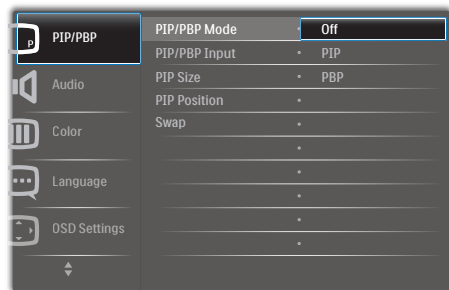 P
PIP/PBP
Audio
Color
Language
OSD Settings
PIP/PBP Mode
PIP/PBP Input
PIP Size
PIP Position
Swap
Off
PIP
PBP